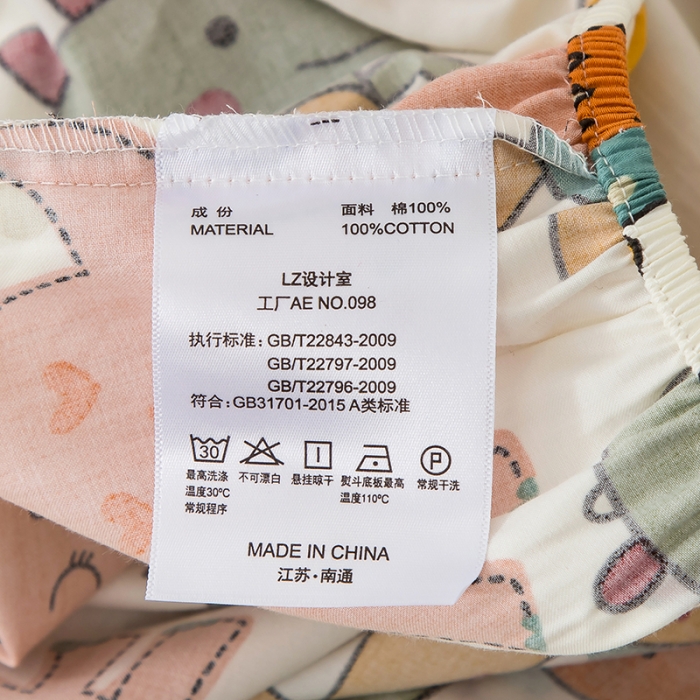 成 份 面料 棉100%
MATERIAL 100%COTTON
LZ设计室
工厂AE NO.098
执行标准: GB/T22843-2009
GB/T22797-2009
GB/T22796-2009
符合:GB31701-2015 A类标准
30 P
最高洗涤 不可漂白 悬挂晾干 熨斗底板最高 常规干洗
温度30℃ 温度110℃
常规程序
MADE IN CHINA
江苏·南通